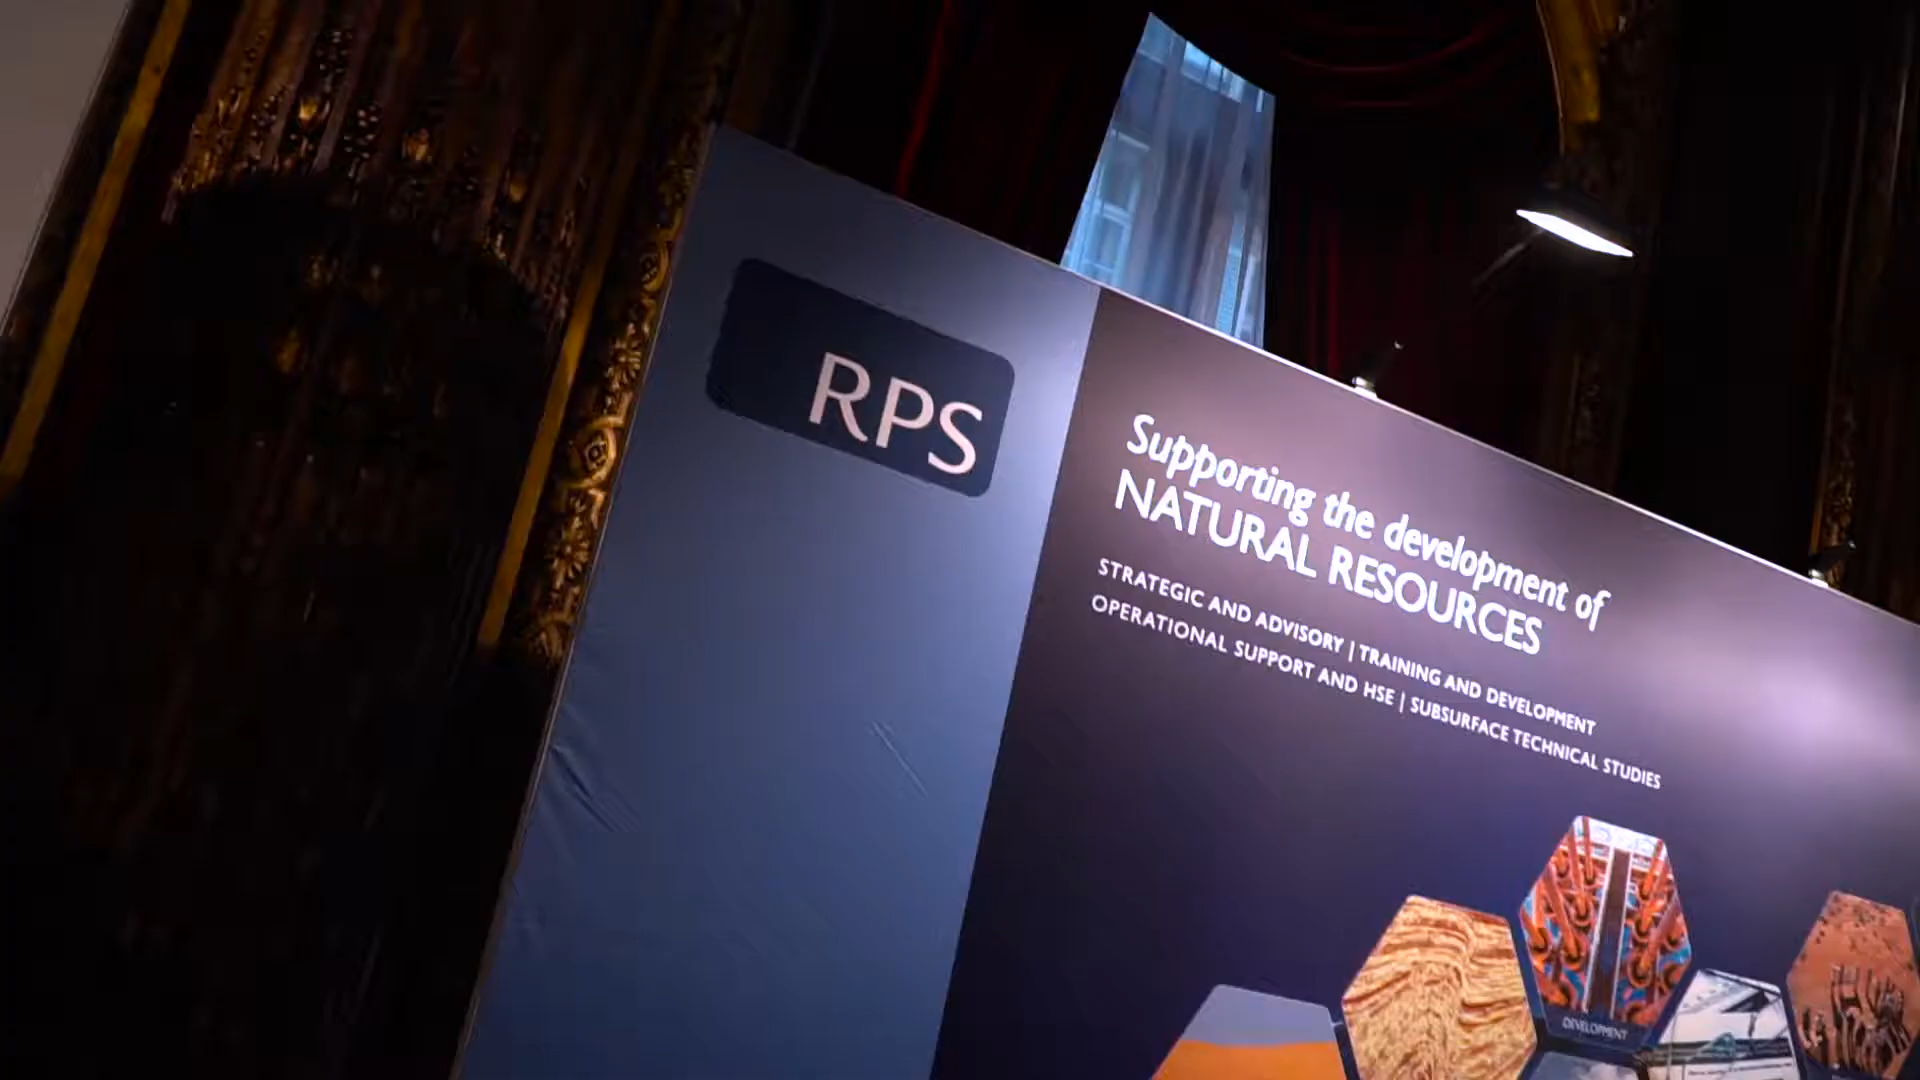 RPS
Supporting the development of
NATURAL RESOURCES
STRATEGIC AND ADVISORY | TRAINING AND DEVELOPMENT
OPERATIONAL SUPPORT AND HSE | SUBSURFACE TECHNICAL STUDIES
DEVELOPMENT